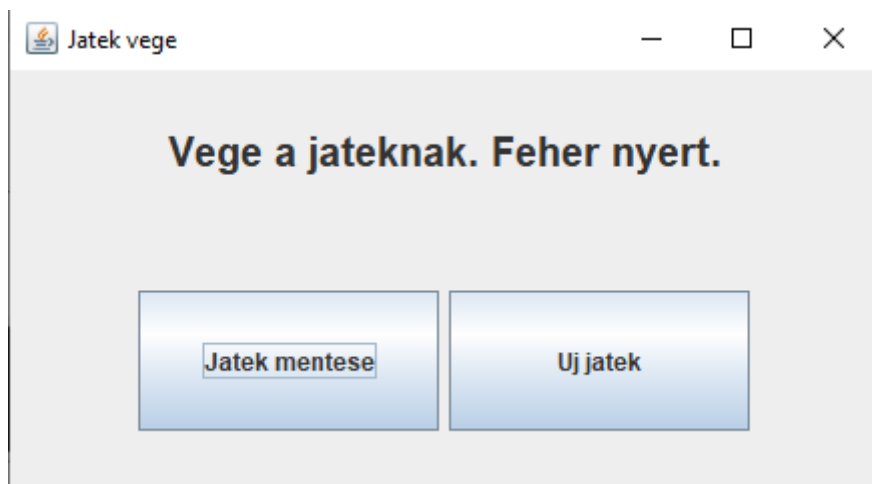 Jatek vege
Vege a jateknak. Feher nyert.
Jatek mentese
Uj jatek